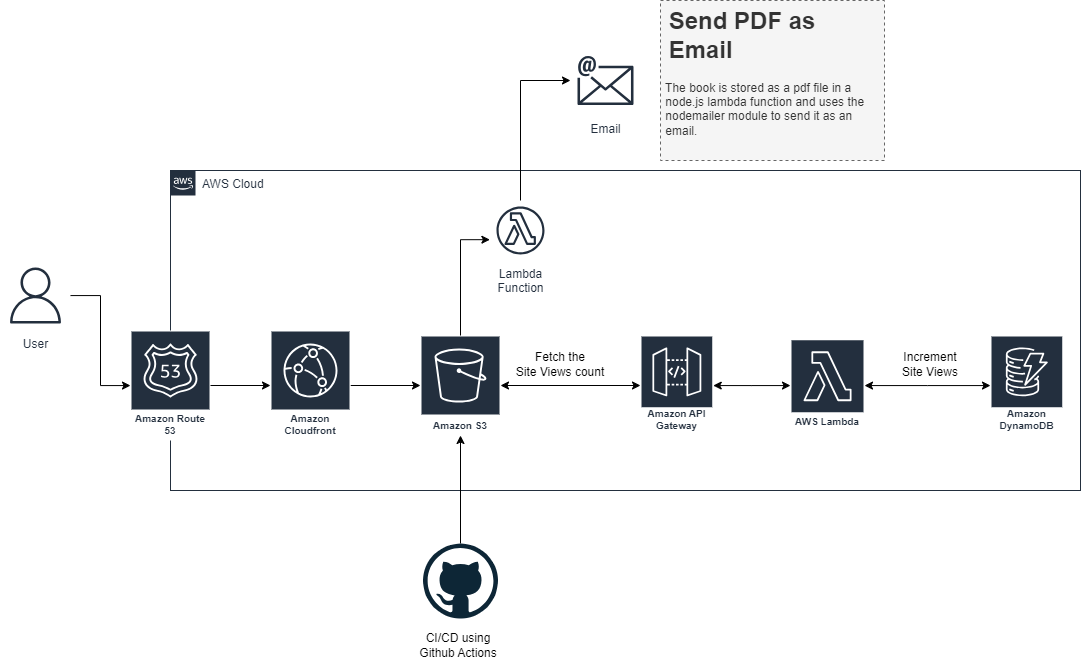 Send PDF as
Email
The book is stored as a pdf file in a
node.js lambda function and uses the
nodemailer module to send it as an
email.
@
Email
aws
AWS Cloud
Lambda
Function
User
53
Amazon Route
53
Amazon
Cloudfront
Amazon S3
Fetch the
Site Views count
</>
Amazon API
Gateway
AWS Lambda
Increment
Site Views
Amazon
DynamoDB
CI/CD using
Github Actions